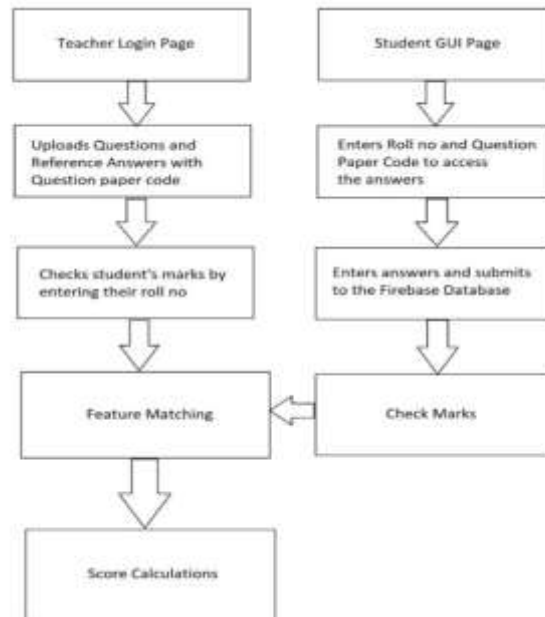 Teacher Login Page
Student GUI Page
Uploads Questions and
Reference Answers with
Question paper code
Enters Roll no and Question
Paper Code to access
the answers
Checks student's marks by
entering their roll no
Enters answers and submits
to the Firebase Database
Feature Matching
Check Marks
Score Calculations